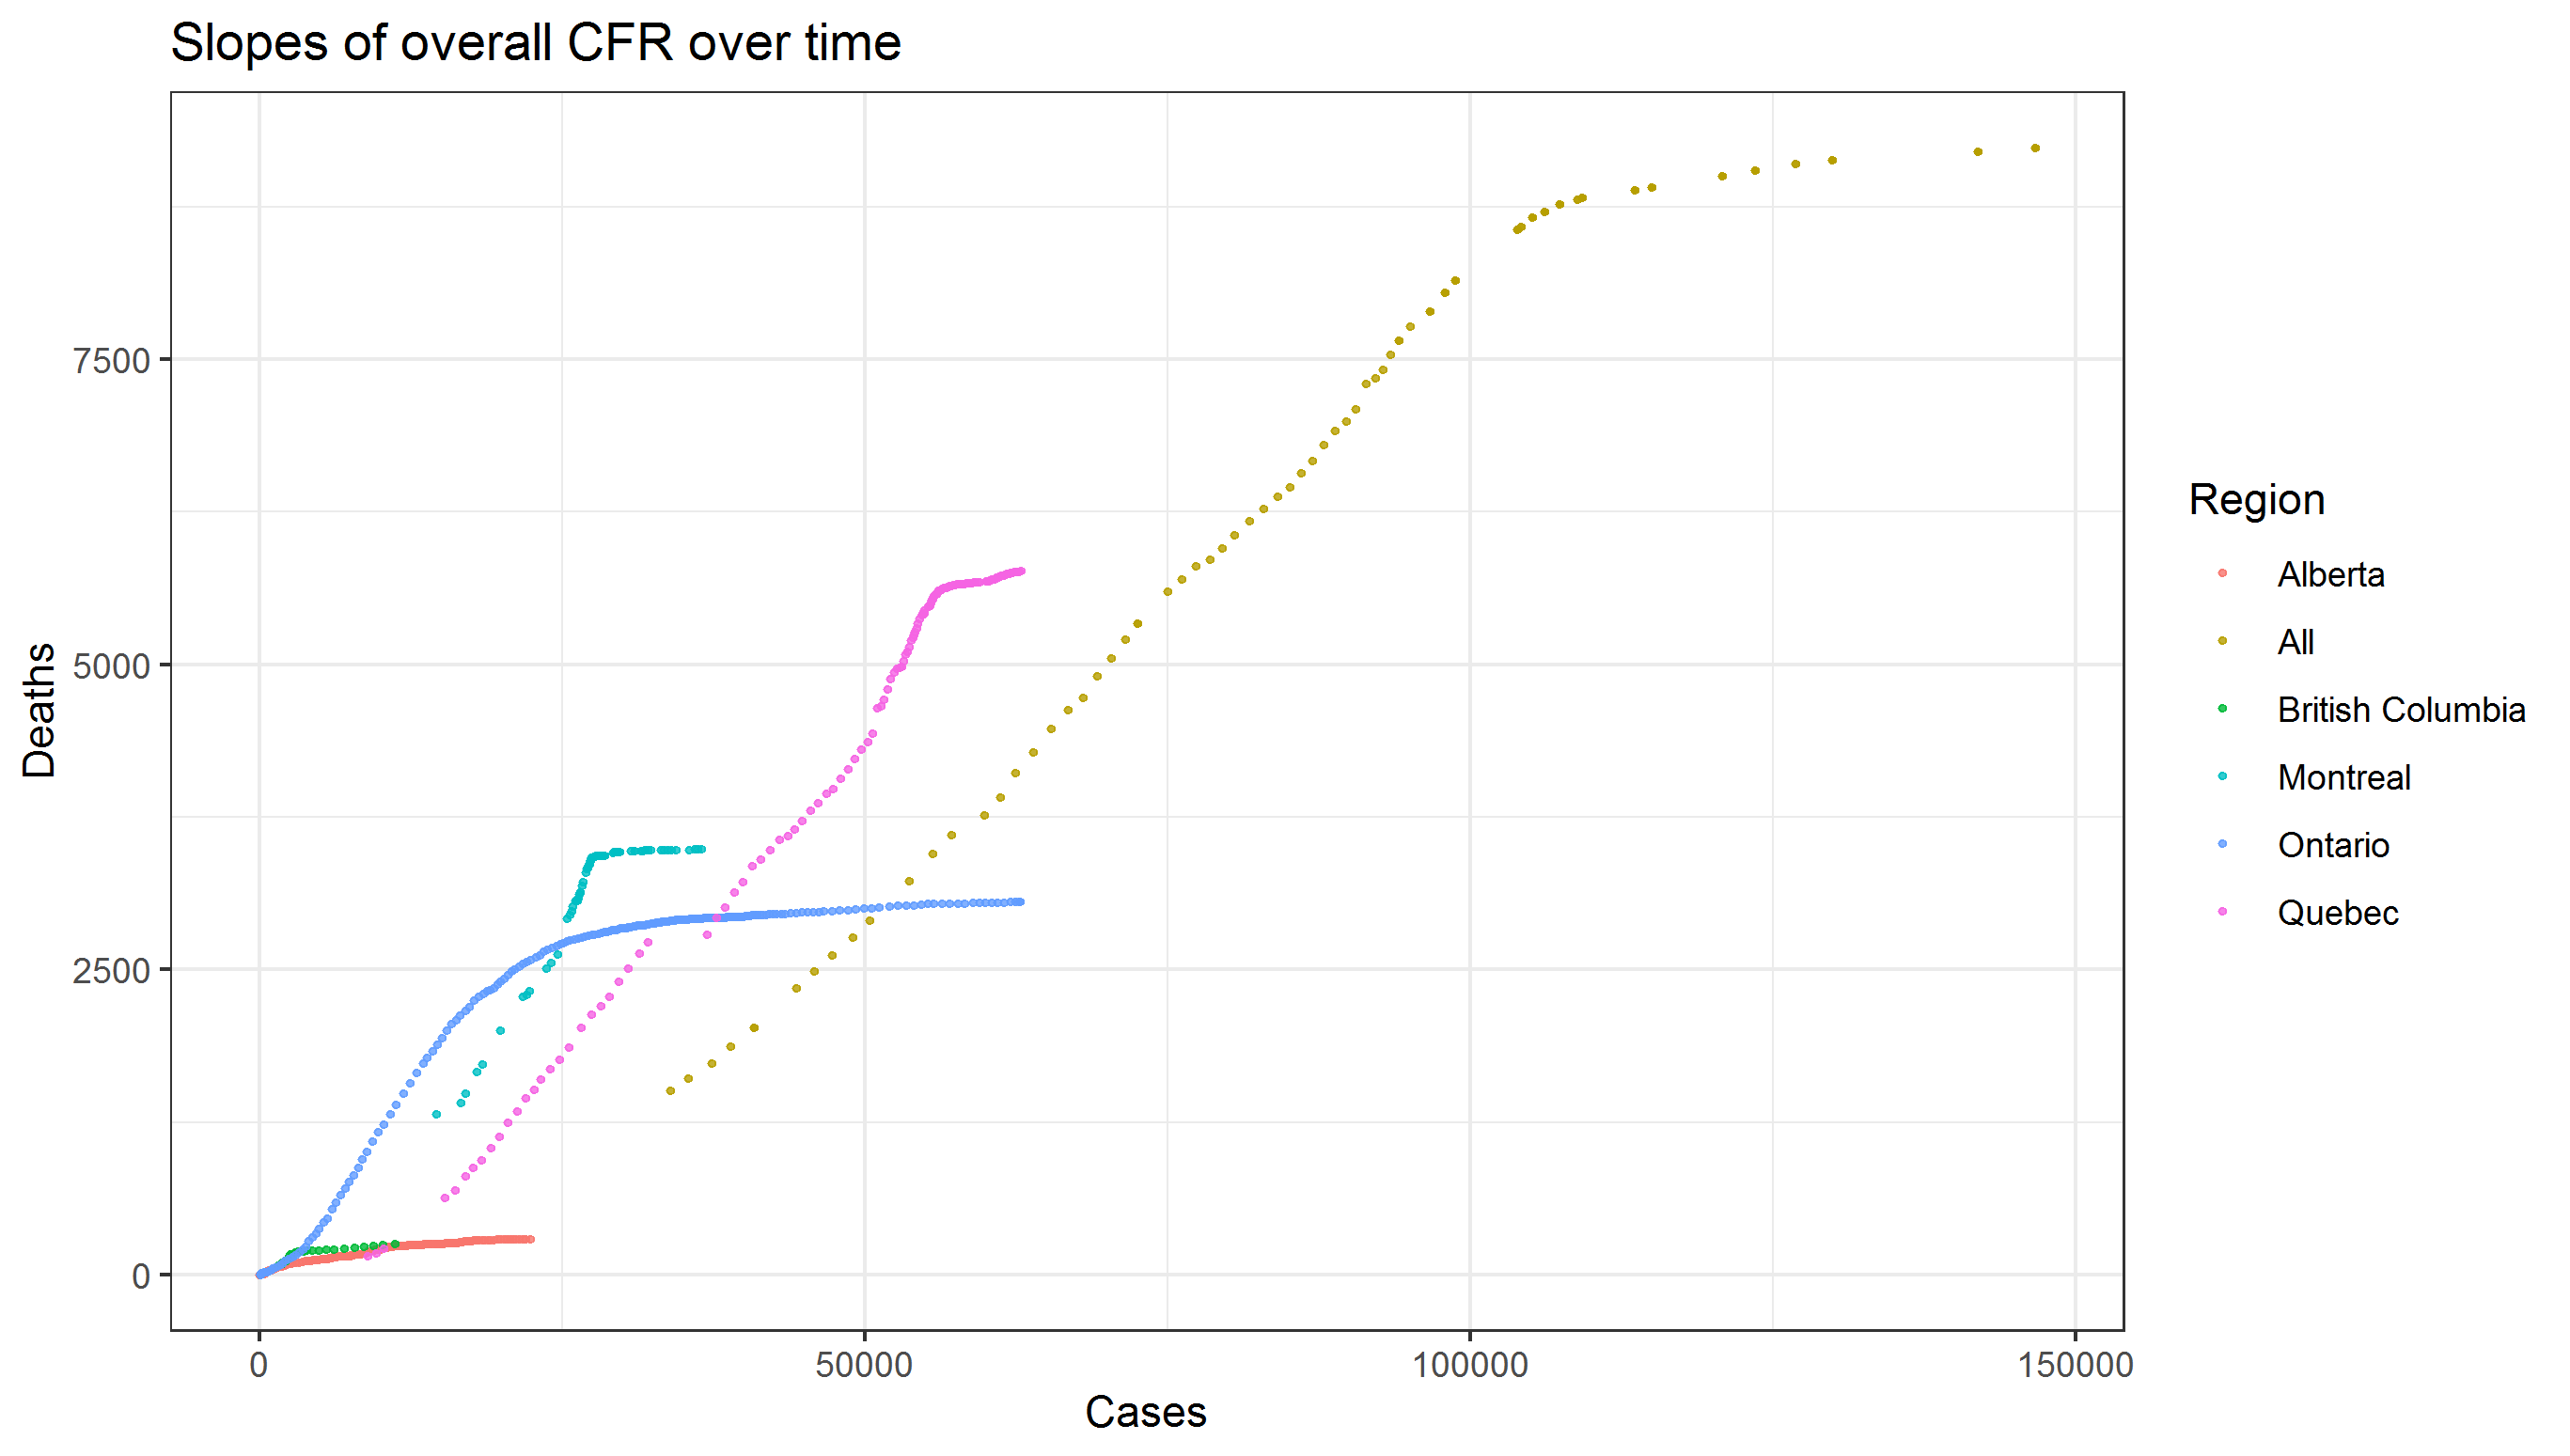 Slopes of overall CFR over time
7500
5000
2500
0
Deaths
0 50000 100000 150000
Cases
Region
Alberta
All
British Columbia
Montreal
Ontario
Quebec